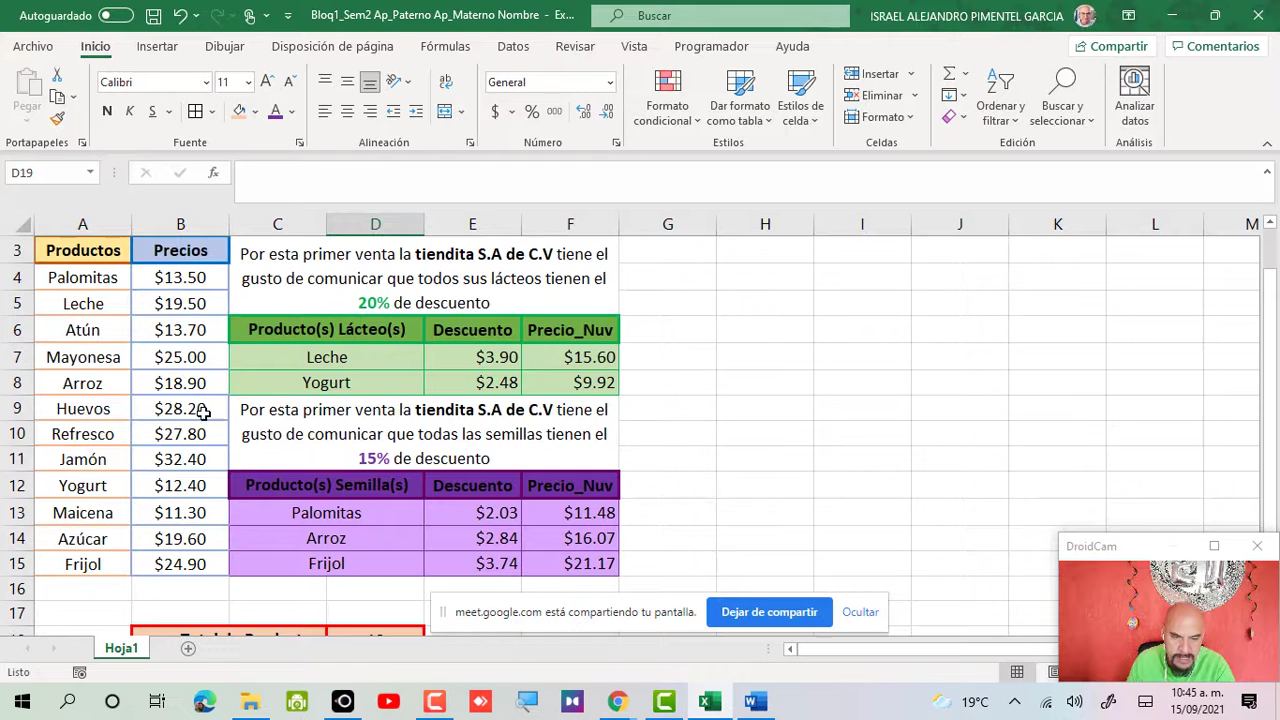 Autoguardado
Bloq1_Sem2 Ap_Paterno Ap_Materno Nombre - Ex...
Buscar
ISRAEL ALEJANDRO PIMENTEL GARCIA
Archivo Inicio Insertar Dibujar Disposición de página Fórmulas Datos Revisar Vista Programador Ayuda
Compartir Comentarios
Pegar
Calibri 11
N K S
General
$ % 000
Formato condicional
Dar formato como tabla
Estilos de celda
Insertar
Eliminar
Formato
Ordenar y filtrar
Buscar y seleccionar
Analizar datos
Portapapeles Fuente Alineación Número Estilos Celdas Edición Análisis
D19
fx
A B C D E F G H I J K L M
3 Productos Precios
Por esta primer venta la tiendita S.A de C.V tiene el
gusto de comunicar que todos sus lácteos tienen el
20% de descuento
4 Palomitas $13.50
5 Leche $19.50
6 Atún $13.70 Producto(s) Lácteo(s) Descuento Precio_Nuv
7 Mayonesa $25.00 Leche $3.90 $15.60
8 Arroz $18.90 Yogurt $2.48 $9.92
9 Huevos $28.20
Por esta primer venta la tiendita S.A de C.V tiene el
gusto de comunicar que todas las semillas tienen el
15% de descuento
10 Refresco $27.80
11 Jamón $32.40
12 Yogurt $12.40 Producto(s) Semilla(s) Descuento Precio_Nuv
13 Maicena $11.30 Palomitas $2.03 $11.48
14 Azúcar $19.60 Arroz $2.84 $16.07
15 Frijol $24.90 Frijol $3.74 $21.17
16
17
DroidCam
meet.google.com está compartiendo tu pantalla.
Dejar de compartir
Ocultar
Hoja1
Listo
19°C
10:45 a. m.
15/09/2021